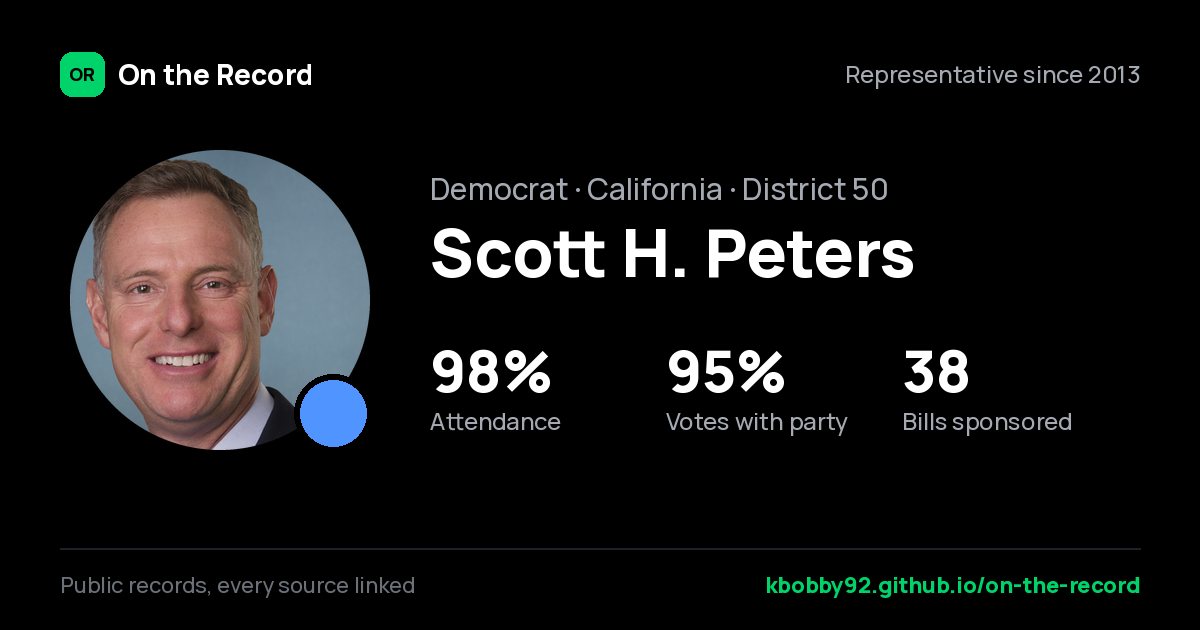 OR On the Record
Representative since 2013
Democrat · California · District 50
Scott H. Peters
98% 95% 38
Attendance Votes with party Bills sponsored
Public records, every source linked
kbobby92.github.io/on-the-record